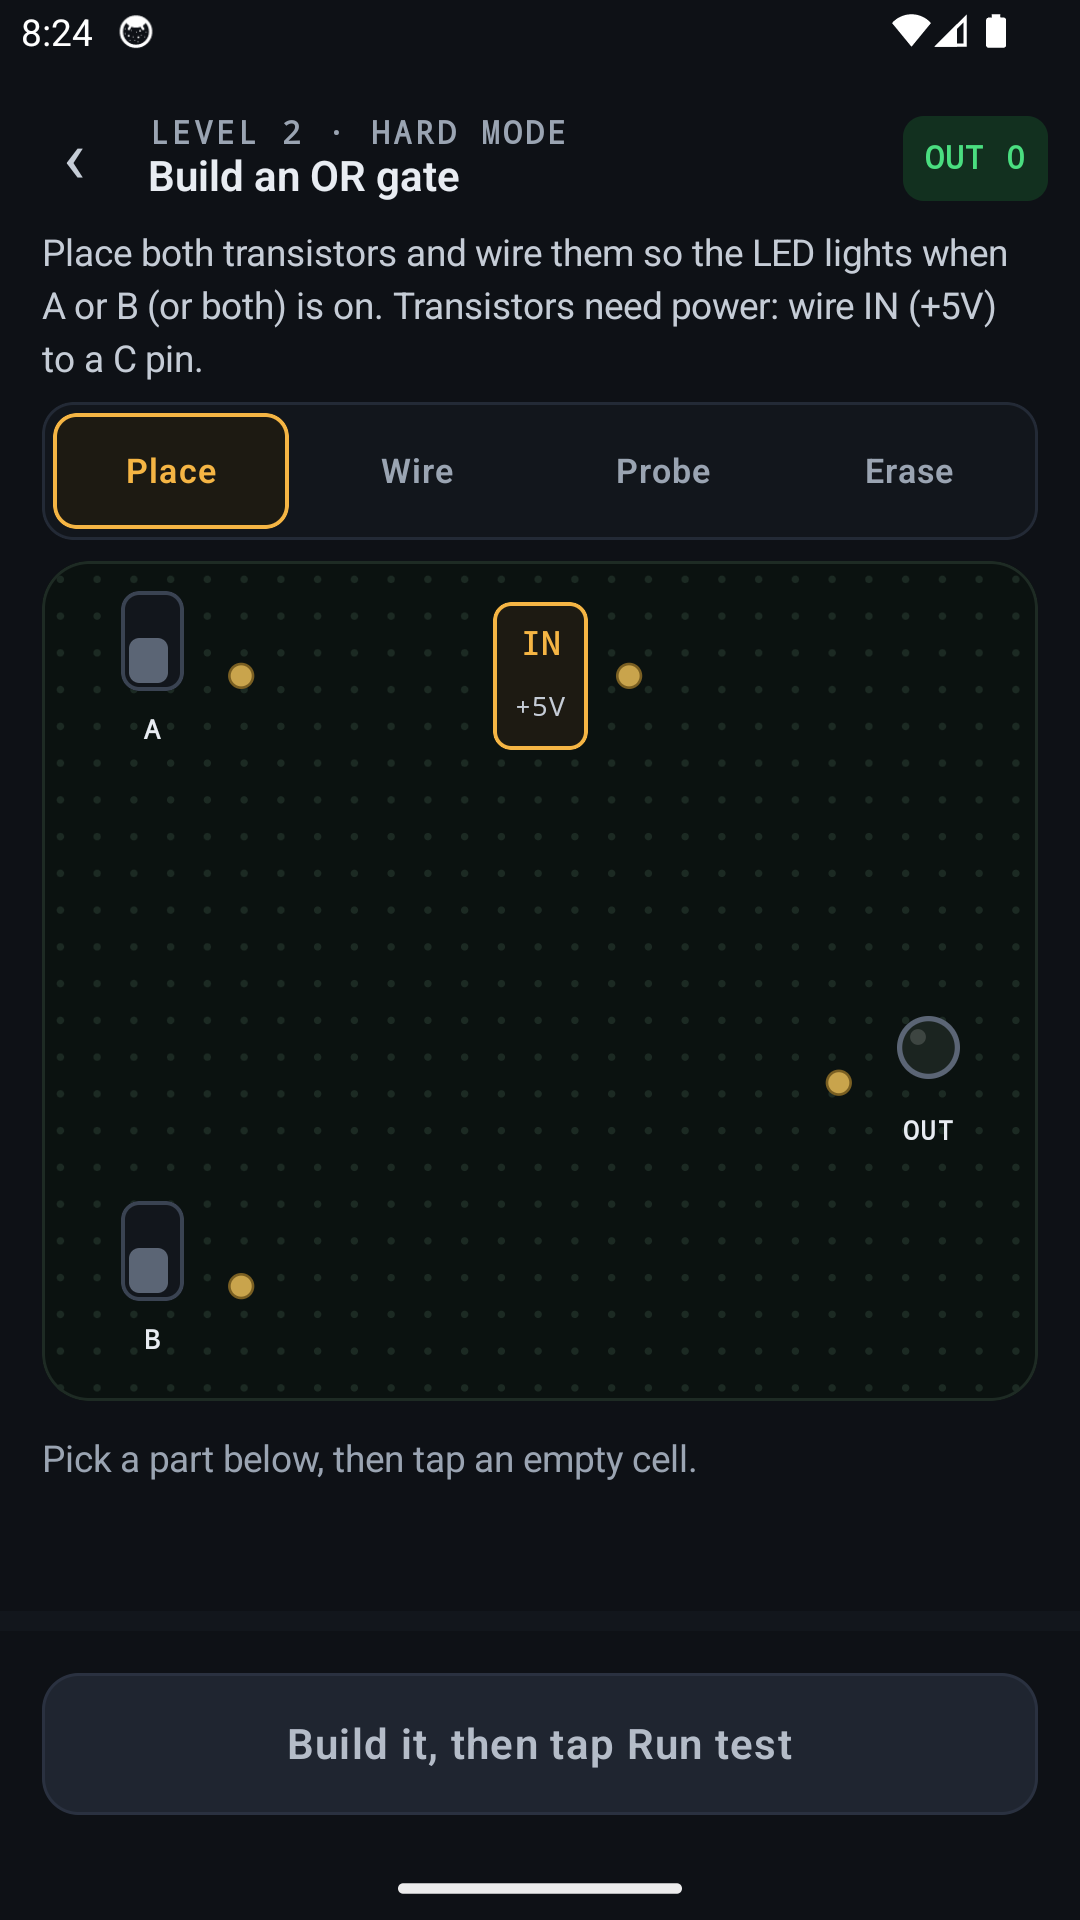 8:24
LEVEL 2 · HARD MODE
Build an OR gate
OUT 0
Place both transistors and wire them so the LED lights when
A or B (or both) is on. Transistors need power: wire IN (+5V)
to a C pin.
Place
Wire
Probe
Erase
IN
+5V
A
OUT
B
Pick a part below, then tap an empty cell.
Build it, then tap Run test